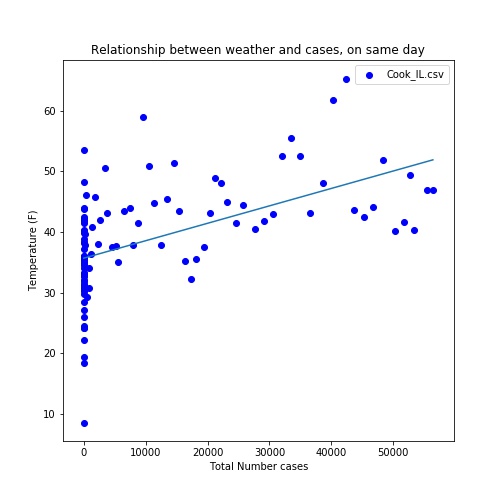 Relationship between weather and cases, on same day
Cook_IL.csv
60
50
40
30
20
10
Temperature (F)
0 10000 20000 30000 40000 50000
Total Number cases